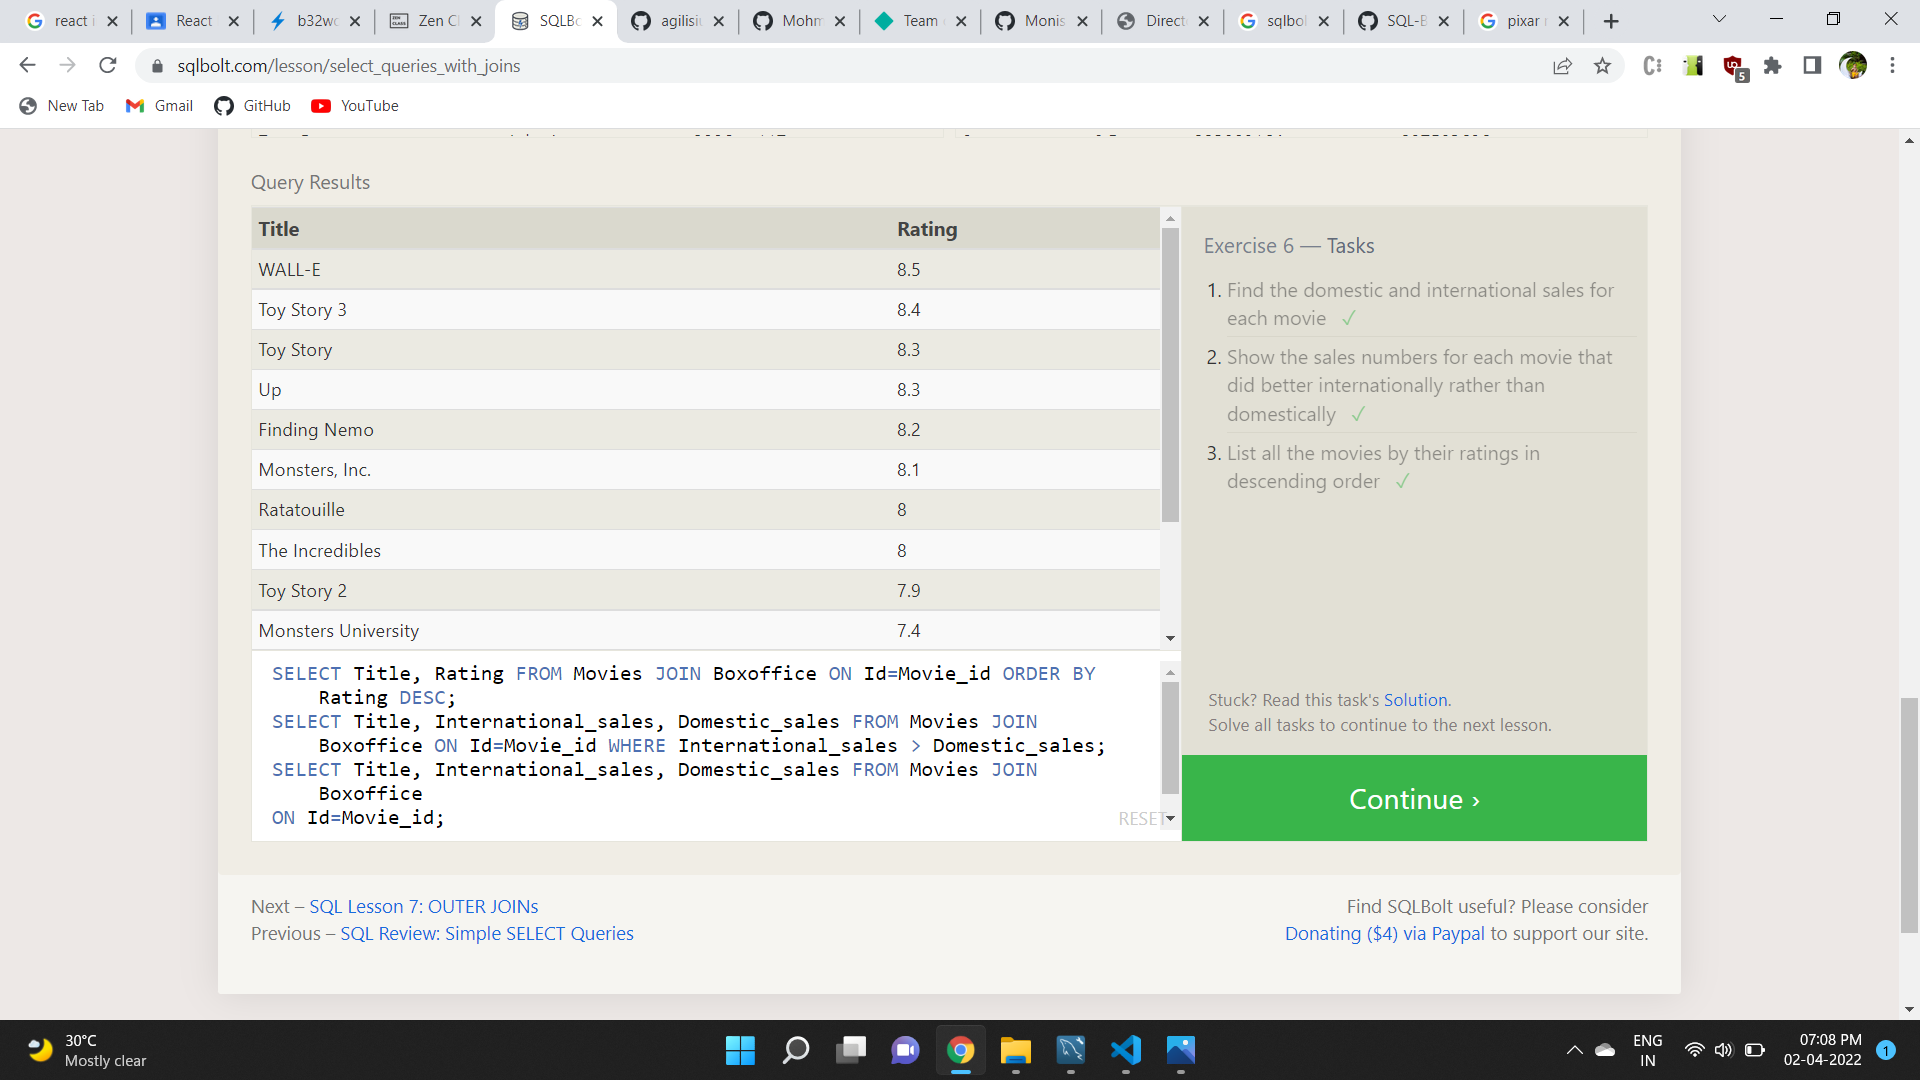 react i
React
b32wc
Zen Cl
SQLBo
agilisiu
Mohm
Team
Monis
Direct
sqlbol
SQL-B
pixar
sqlbolt.com/lesson/select_queries_with_joins
5
New Tab
Gmail
GitHub
YouTube
Query Results
Title Rating
WALL-E 8.5
Toy Story 3 8.4
Toy Story 8.3
Up 8.3
Finding Nemo 8.2
Monsters, Inc. 8.1
Ratatouille 8
The Incredibles 8
Toy Story 2 7.9
Monsters University 7.4
SELECT Title, Rating FROM Movies JOIN Boxoffice ON Id=Movie_id ORDER BY
Rating DESC;
SELECT Title, International_sales, Domestic_sales FROM Movies JOIN
Boxoffice ON Id=Movie_id WHERE International_sales > Domestic_sales;
SELECT Title, International_sales, Domestic_sales FROM Movies JOIN
Boxoffice
ON Id=Movie_id;
RESET
Exercise 6 — Tasks
1. Find the domestic and international sales for
each movie ✓
2. Show the sales numbers for each movie that
did better internationally rather than
domestically ✓
3. List all the movies by their ratings in
descending order ✓
Stuck? Read this task's Solution.
Solve all tasks to continue to the next lesson.
Continue ›
Next – SQL Lesson 7: OUTER JOINs
Previous – SQL Review: Simple SELECT Queries
Find SQLBolt useful? Please consider
Donating ($4) via Paypal to support our site.
30°C
Mostly clear
ENG
IN
07:08 PM
02-04-2022
1